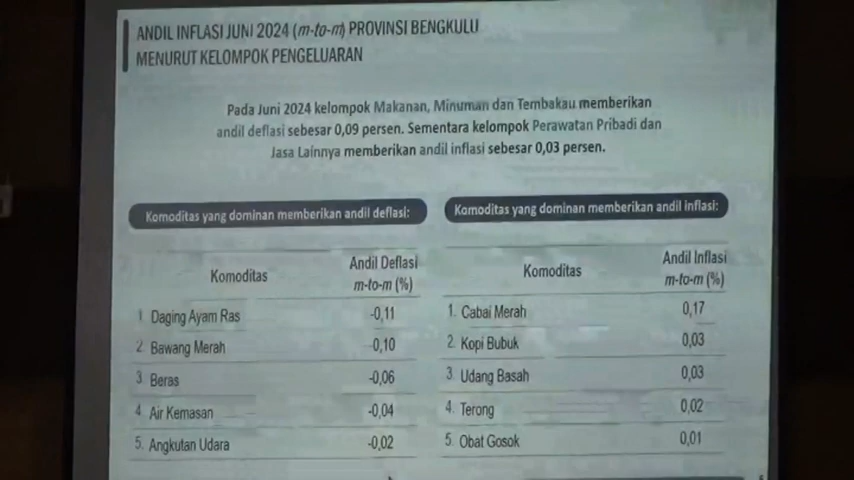 ANDIL INFLASI JUNI 2024 (m-to-m) PROVINSI BENGKULU
MENURUT KELOMPOK PENGELUARAN
Pada Juni 2024 kelompok Makanan, Minuman dan Tembakau memberikan
andil deflasi sebesar 0,09 persen. Sementara kelompok Perawatan Pribadi dan
Jasa Lainnya memberikan andil inflasi sebesar 0,03 persen.
Komoditas yang dominan memberikan andil deflasi:
Komoditas Andil Deflasi
m-to-m (%)
1 Daging Ayam Ras -0,11
2. Bawang Merah 0,10
3 Beras -0,06
4. Air Kemasan -0,04
5. Angkutan Udara -0,02
Komoditas yang dominan memberikan andil inflasi:
Komoditas Andil Inflasi
m-to-m (%)
1. Cabai Merah 0,17
2. Kopi Bubuk 0,03
3. Udang Basah 0,03
4. Terong 0,02
5. Obat Gosok 0,01